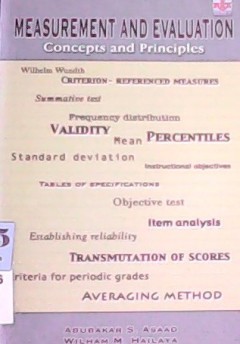 MEASUREMENT AND EVALUATION
Concepts and Principles
Wilhelm Wundth
CRITERION- REFERENCED MEASURES
Summative test
Frequency distribution
VALIDITY
Mean PERCENTILES
Standard deviation
Instructional objectives
TABLES OF SPECIFICATIONS
Objective test
Item analysis
Establishing reliability
TRANSMUTATION OF SCORES
criteria for periodic grades
AVERAGING METHOD
ABUBAKAR S. ASAAD
WILHAM M. HAILAYA